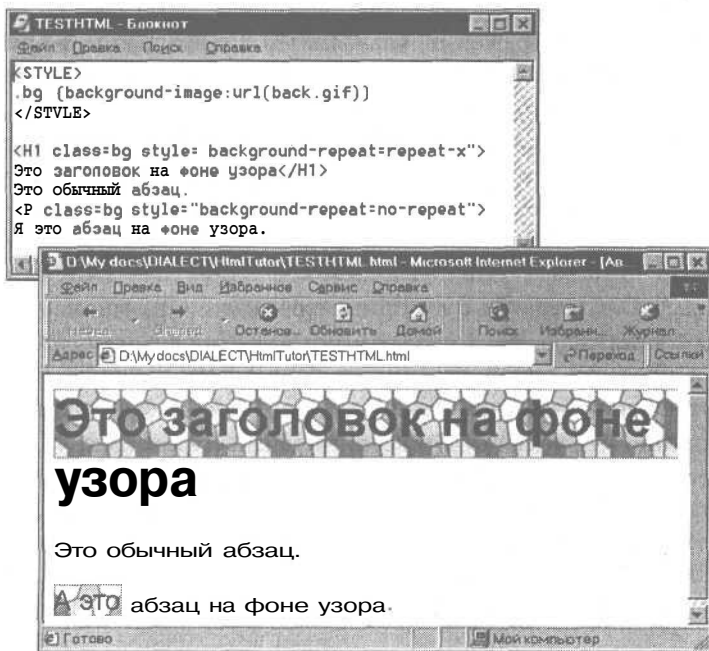 TESTHTML - Блокнот
Файл Правка Поиск Справка
<STYLE>
.bg {background-image:url(back.gif)}
</STYLE>
<H1 class=bg style= background-repeat=repeat-x">
Это заголовок на фоне узора</H1>
Это обычный абзац.
<P class=bg style="background-repeat=no-repeat">
Я это абзац на фоне узора.
D:\My docs\DIALECT\HtmlTutor\TESTHTML.html - Microsoft Internet Explorer - [Ав...
Файл Правка Вид Избранное Сервис Справка
Останов... Обновить Домой Поиск Избранн... Журнал
Адрес D:\My docs\DIALECT\HtmlTutor\TESTHTML.html Переход Ссылки
Это заголовок на фоне
узора
Это обычный абзац.
А это абзац на фоне узора.
Готово Мой компьютер